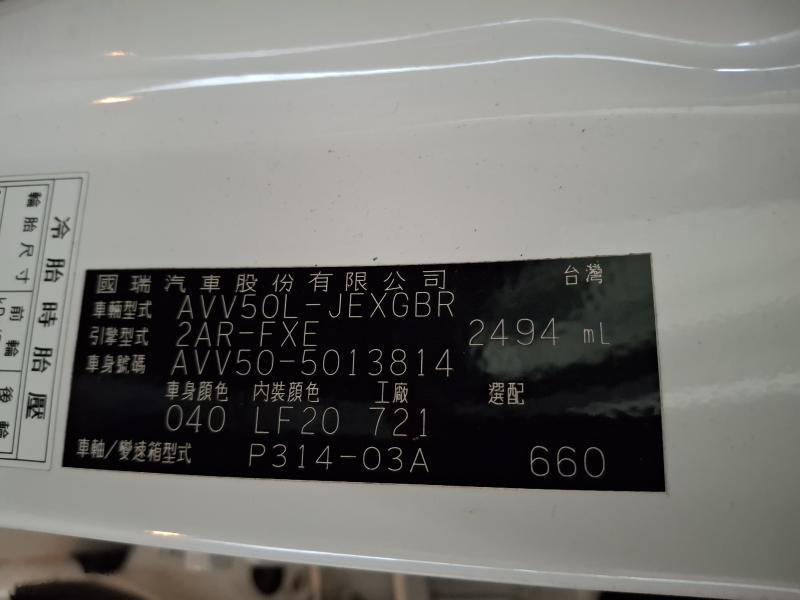 國瑞汽車股份有限公司 台灣
車輛型式 AVV50L-JEXGBR
引擎型式 2AR-FXE 2494 mL
車身號碼 AVV50-5013814
車身顏色 內裝顏色 工廠 選配
040 LF20 721
車軸/變速箱型式 P314-03A 660
冷胎時胎壓
輪胎尺寸
前輪
後輪